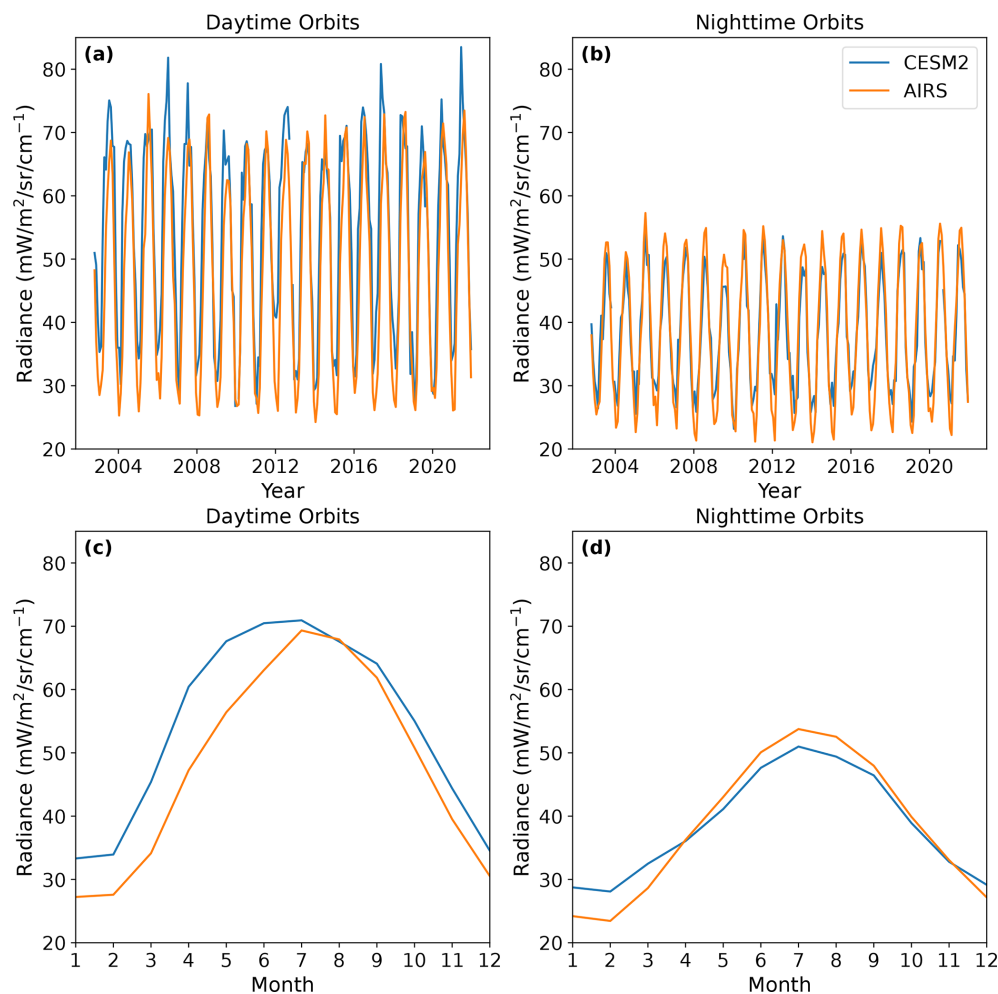 Daytime Orbits
(a)
80
70
60
50
40
30
20
Radiance (mW/m²/sr/cm⁻¹)
2004 2008 2012 2016 2020
Year
Nighttime Orbits
(b)
CESM2
AIRS
80
70
60
50
40
30
20
Radiance (mW/m²/sr/cm⁻¹)
2004 2008 2012 2016 2020
Year
Daytime Orbits
(c)
80
70
60
50
40
30
20
Radiance (mW/m²/sr/cm⁻¹)
1 2 3 4 5 6 7 8 9 10 11 12
Month
Nighttime Orbits
(d)
80
70
60
50
40
30
20
Radiance (mW/m²/sr/cm⁻¹)
1 2 3 4 5 6 7 8 9 10 11 12
Month